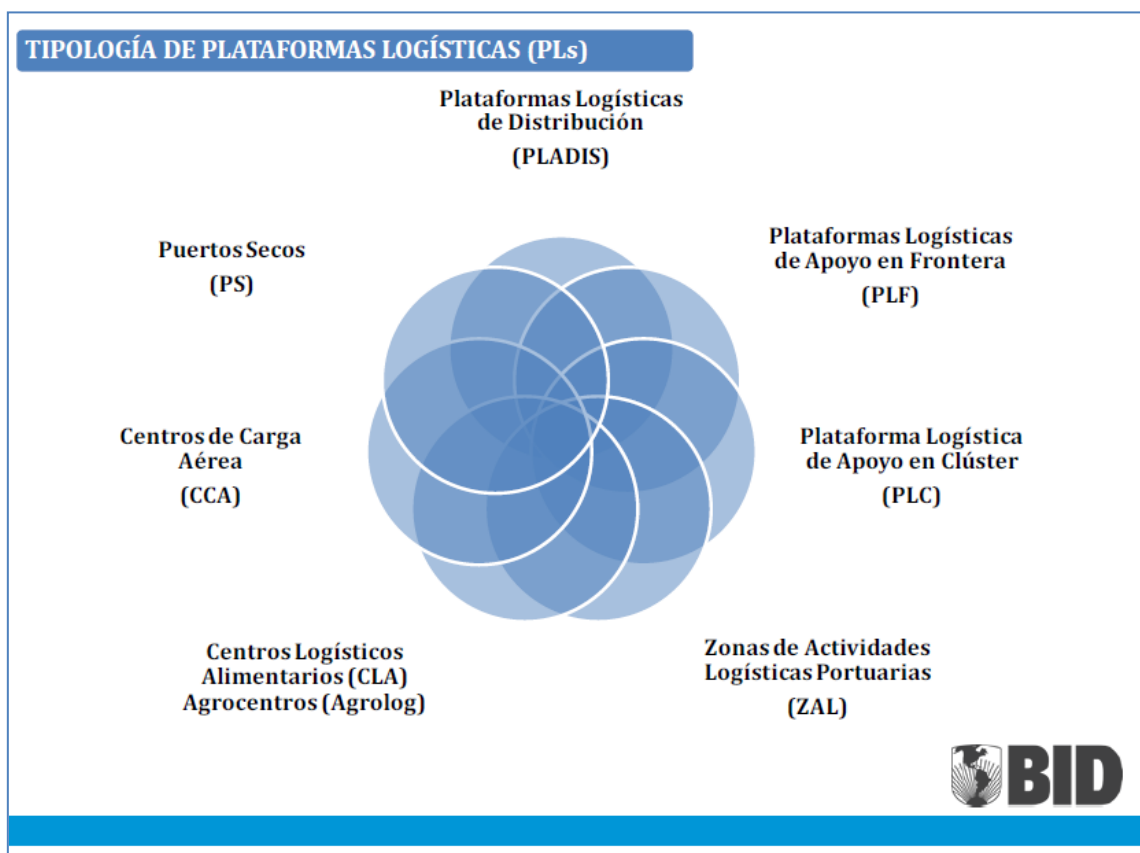 TIPOLOGÍA DE PLATAFORMAS LOGÍSTICAS (PLs)
Plataformas Logísticas
de Distribución
(PLADIS)
Plataformas Logísticas
de Apoyo en Frontera
(PLF)
Plataforma Logística
de Apoyo en Clúster
(PLC)
Zonas de Actividades
Logísticas Portuarias
(ZAL)
Centros Logísticos
Alimentarios (CLA)
Agrocentros (Agrolog)
Centros de Carga
Aérea
(CCA)
Puertos Secos
(PS)
BID